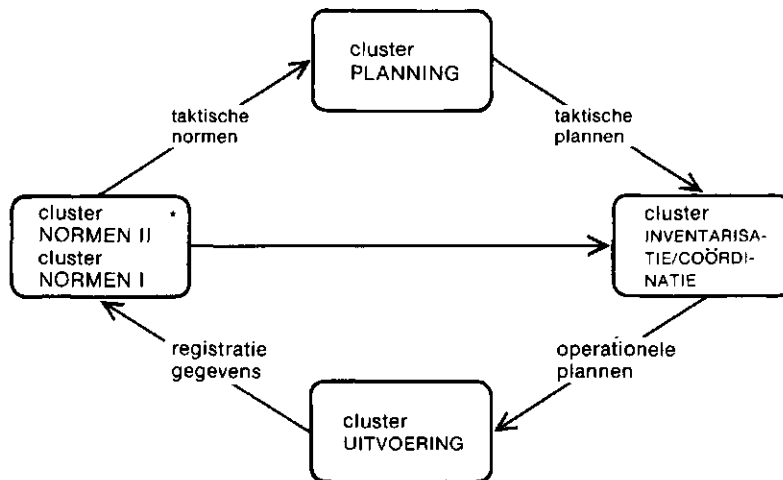 cluster
PLANNING
taktische
normen
taktische
plannen
cluster *
NORMEN II
cluster
NORMEN I
cluster
INVENTARISA-
TIE/COÖRDI-
NATIE
registratie
gegevens
operationele
plannen
cluster
UITVOERING